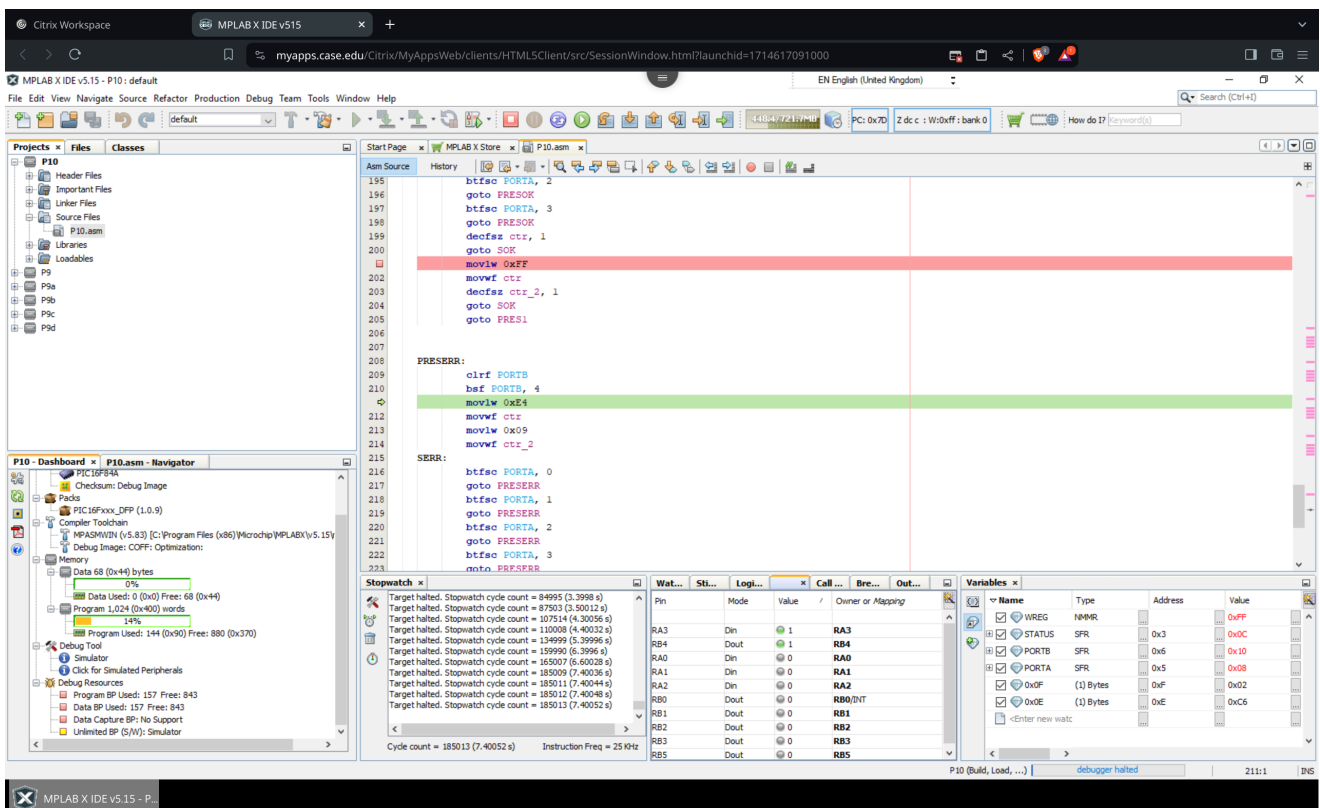 Citrix Workspace
MPLAB X IDE v515
myapps.case.edu/Citrix/MyAppsWeb/clients/HTML5Client/src/SessionWindow.html?launchid=1714617091000
MPLAB X IDE v5.15 - P10 : default
EN English (United Kingdom)
File Edit View Navigate Source Refactor Production Debug Team Tools Window Help
Search (Ctrl+I)
default
448.4/721.7MB
PC: 0x7D
Z dc c : W:0xff : bank 0
How do I?
Keyword(s)
Projects
Files
Classes
P10
Header Files
Important Files
Linker Files
Source Files
P10.asm
Libraries
Loadables
P9
P9a
P9b
P9c
P9d
Start Page
MPLAB X Store
P10.asm
Asm Source
History
195 btfsc PORTA, 2
196 goto PRESOK
197 btfsc PORTA, 3
198 goto PRESOK
199 decfsz ctr, 1
200 goto SOK
movlw 0xFF
202 movwf ctr
203 decfsz ctr_2, 1
204 goto SOK
205 goto PRES1
206
207
208 PRESERR:
209 clrf PORTB
210 bsf PORTB, 4
movlw 0xE4
212 movwf ctr
213 movlw 0x09
214 movwf ctr_2
215 SERR:
216 btfsc PORTA, 0
217 goto PRESERR
218 btfsc PORTA, 1
219 goto PRESERR
220 btfsc PORTA, 2
221 goto PRESERR
222 btfsc PORTA, 3
223 goto PRESERR
P10 - Dashboard
P10.asm - Navigator
PIC16F84A
Checksum: Debug Image
Packs
PIC16Fxxx_DFP (1.0.9)
Compiler Toolchain
MPASMWIN (v5.83) [C:\Program Files (x86)\Microchip\MPLABX\v5.15\
Debug Image: COFF: Optimization:
Memory
Data 68 (0x44) bytes
0%
Data Used: 0 (0x0) Free: 68 (0x44)
Program 1,024 (0x400) words
14%
Program Used: 144 (0x90) Free: 880 (0x370)
Debug Tool
Simulator
Click for Simulated Peripherals
Debug Resources
Program BP Used: 157 Free: 843
Data BP Used: 157 Free: 843
Data Capture BP: No Support
Unlimited BP (S/W): Simulator
Stopwatch
Target halted. Stopwatch cycle count = 84995 (3.3998 s)
Target halted. Stopwatch cycle count = 87503 (3.50012 s)
Target halted. Stopwatch cycle count = 107514 (4.30056 s)
Target halted. Stopwatch cycle count = 110008 (4.40032 s)
Target halted. Stopwatch cycle count = 134999 (5.39996 s)
Target halted. Stopwatch cycle count = 159990 (6.3996 s)
Target halted. Stopwatch cycle count = 165007 (6.60028 s)
Target halted. Stopwatch cycle count = 185009 (7.40036 s)
Target halted. Stopwatch cycle count = 185011 (7.40044 s)
Target halted. Stopwatch cycle count = 185012 (7.40048 s)
Target halted. Stopwatch cycle count = 185013 (7.40052 s)
Cycle count = 185013 (7.40052 s) Instruction Freq = 25 KHz
Wat... Sti... Logi... Call ... Bre... Out...
Pin Mode Value Owner or Mapping
RA3 Din 1 RA3
RB4 Dout 1 RB4
RA0 Din 0 RA0
RA1 Din 0 RA1
RA2 Din 0 RA2
RB0 Dout 0 RB0/INT
RB1 Dout 0 RB1
RB2 Dout 0 RB2
RB3 Dout 0 RB3
RB5 Dout 0 RB5
Variables
Name Type Address Value
WREG NMMR 0xFF
STATUS SFR 0x3 0x0C
PORTB SFR 0x6 0x10
PORTA SFR 0x5 0x08
0x0F (1) Bytes 0xF 0x02
0x0E (1) Bytes 0xE 0xC6
<Enter new watc
P10 (Build, Load, ...)
debugger halted
211:1
INS
MPLAB X IDE v5.15 - P...